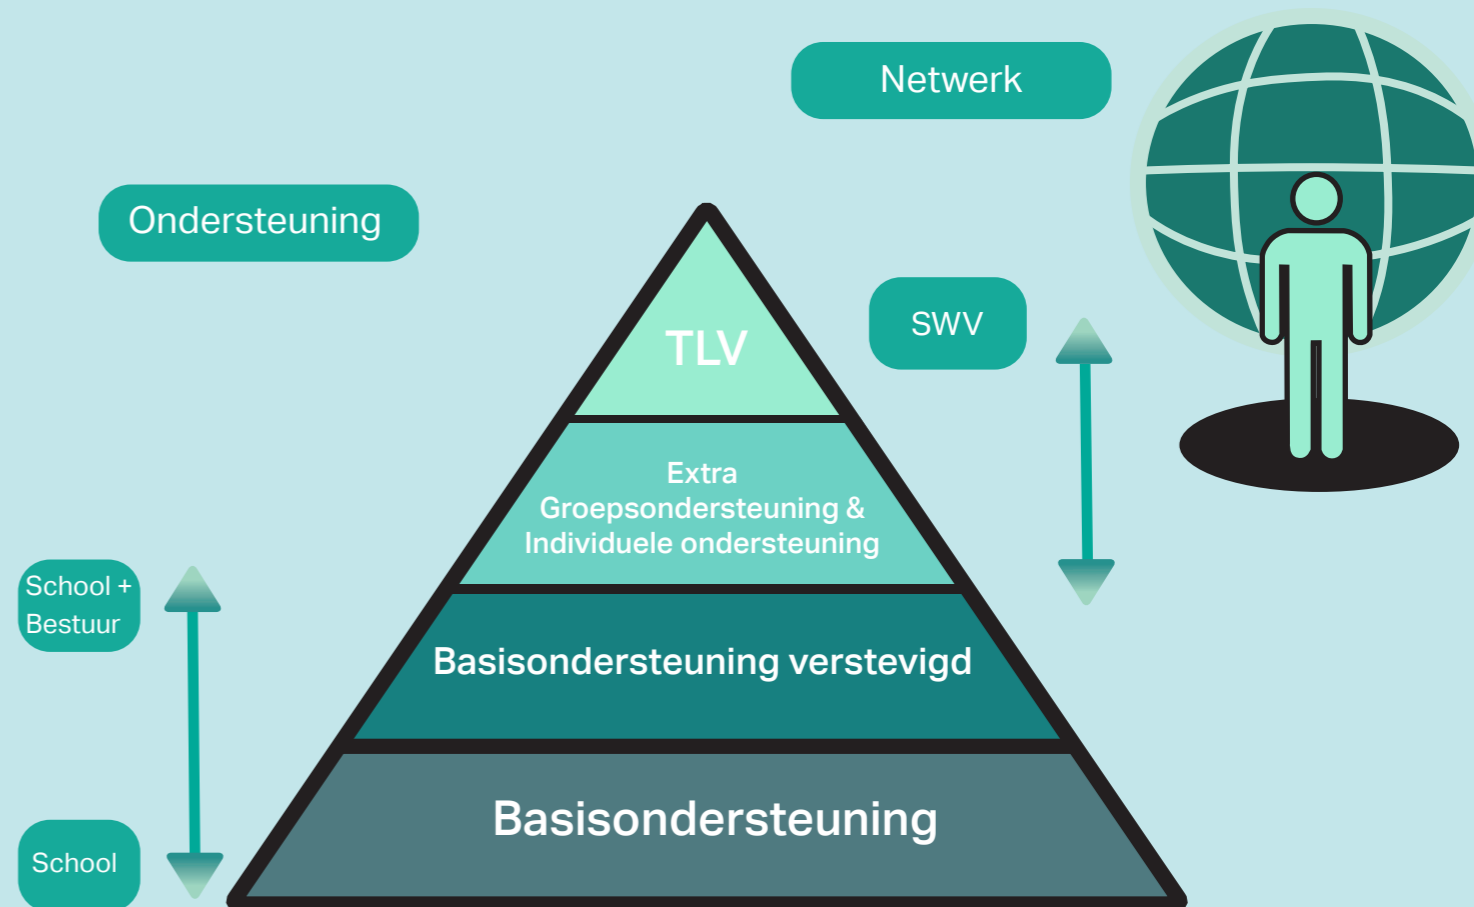 Netwerk
Ondersteuning
SWV
TLV
Extra
Groepsondersteuning &
Individuele ondersteuning
School +
Bestuur
Basisondersteuning verstevigd
Basisondersteuning
School